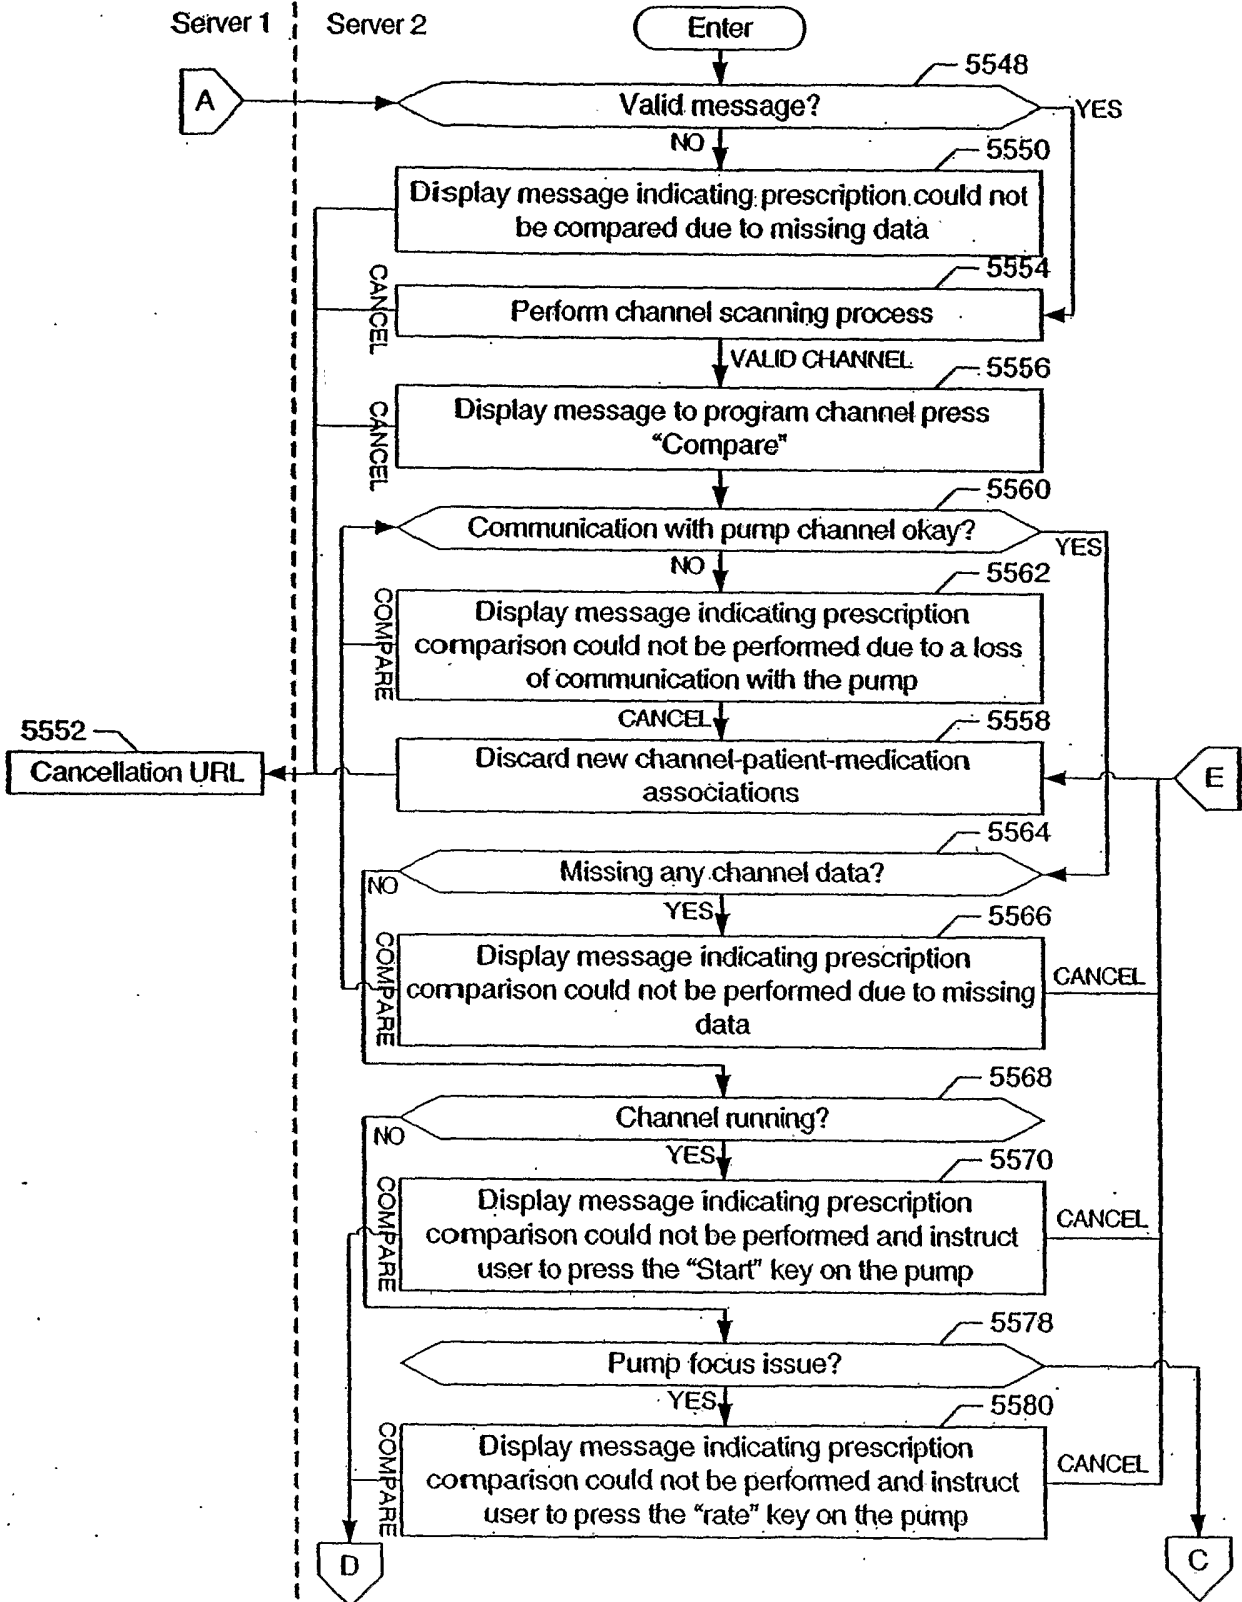 Server 1
Server 2
Enter
5548
A
Valid message?
YES
NO
5550
Display message indicating prescription could not
be compared due to missing data
5554
CANCEL
Perform channel scanning process
VALID CHANNEL
5556
CANCEL
Display message to program channel press
"Compare"
5560
Communication with pump channel okay?
YES
NO
5562
COMPARE
Display message indicating prescription
comparison could not be performed due to a loss
of communication with the pump
CANCEL
5558
5552
Cancellation URL
Discard new channel-patient-medication
associations
E
5564
Missing any channel data?
NO
YES
5566
COMPARE
Display message indicating prescription
comparison could not be performed due to missing
data
CANCEL
5568
Channel running?
NO
YES
5570
COMPARE
Display message indicating prescription
comparison could not be performed and instruct
user to press the "Start" key on the pump
CANCEL
5578
Pump focus issue?
YES
5580
COMPARE
Display message indicating prescription
comparison could not be performed and instruct
user to press the "rate" key on the pump
CANCEL
D
C